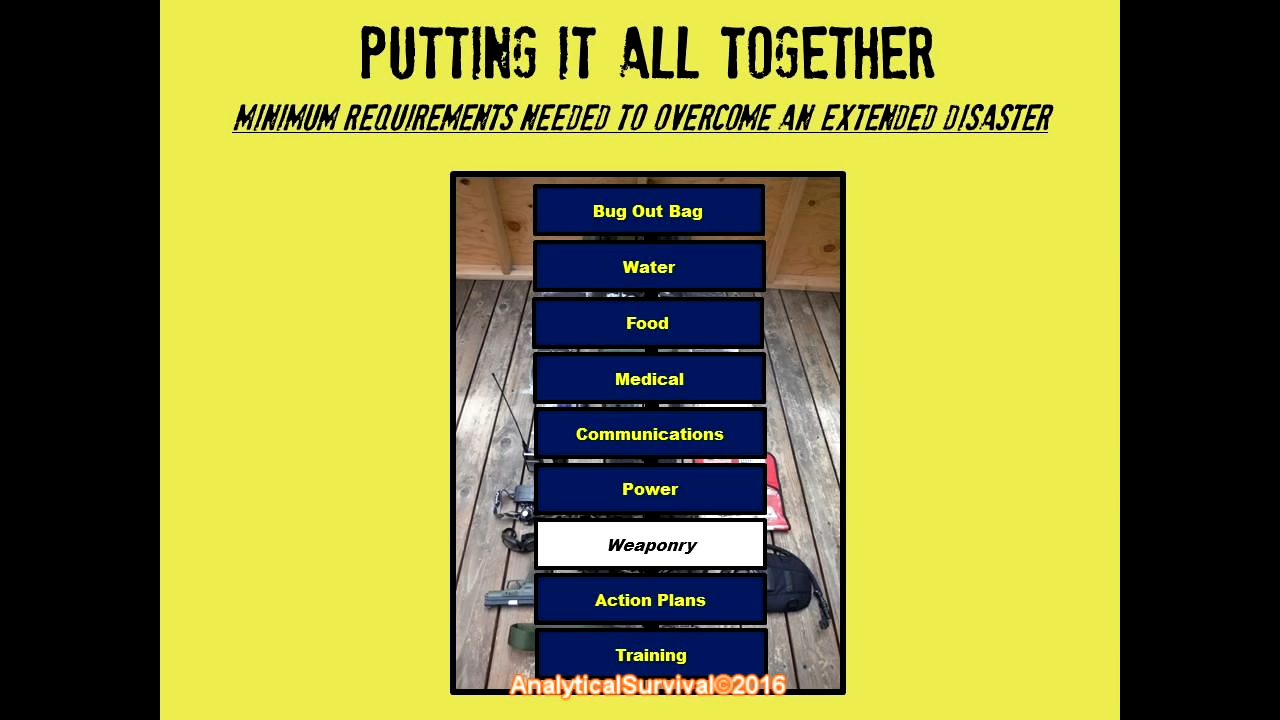 PUTTING IT ALL TOGETHER
MINIMUM REQUIREMENTS NEEDED TO OVERCOME AN EXTENDED DISASTER
Bug Out Bag
Water
Food
Medical
Communications
Power
Weaponry
Action Plans
Training
AnalyticalSurvival©2016